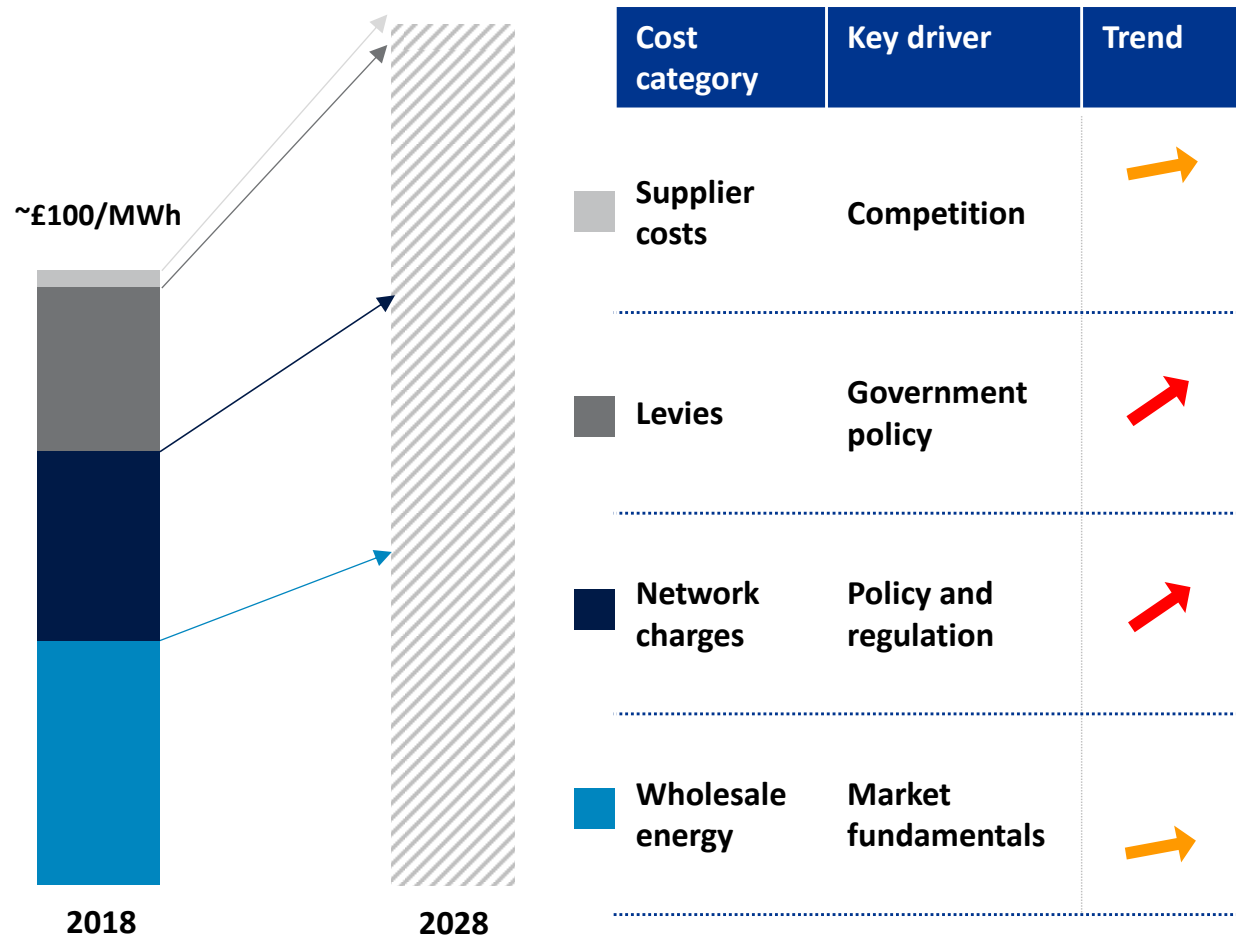 ~£100/MWh
2018
2028
Cost
category
Key driver
Trend
Supplier
costs
Competition
Levies
Government
policy
Network
charges
Policy and
regulation
Wholesale
energy
Market
fundamentals